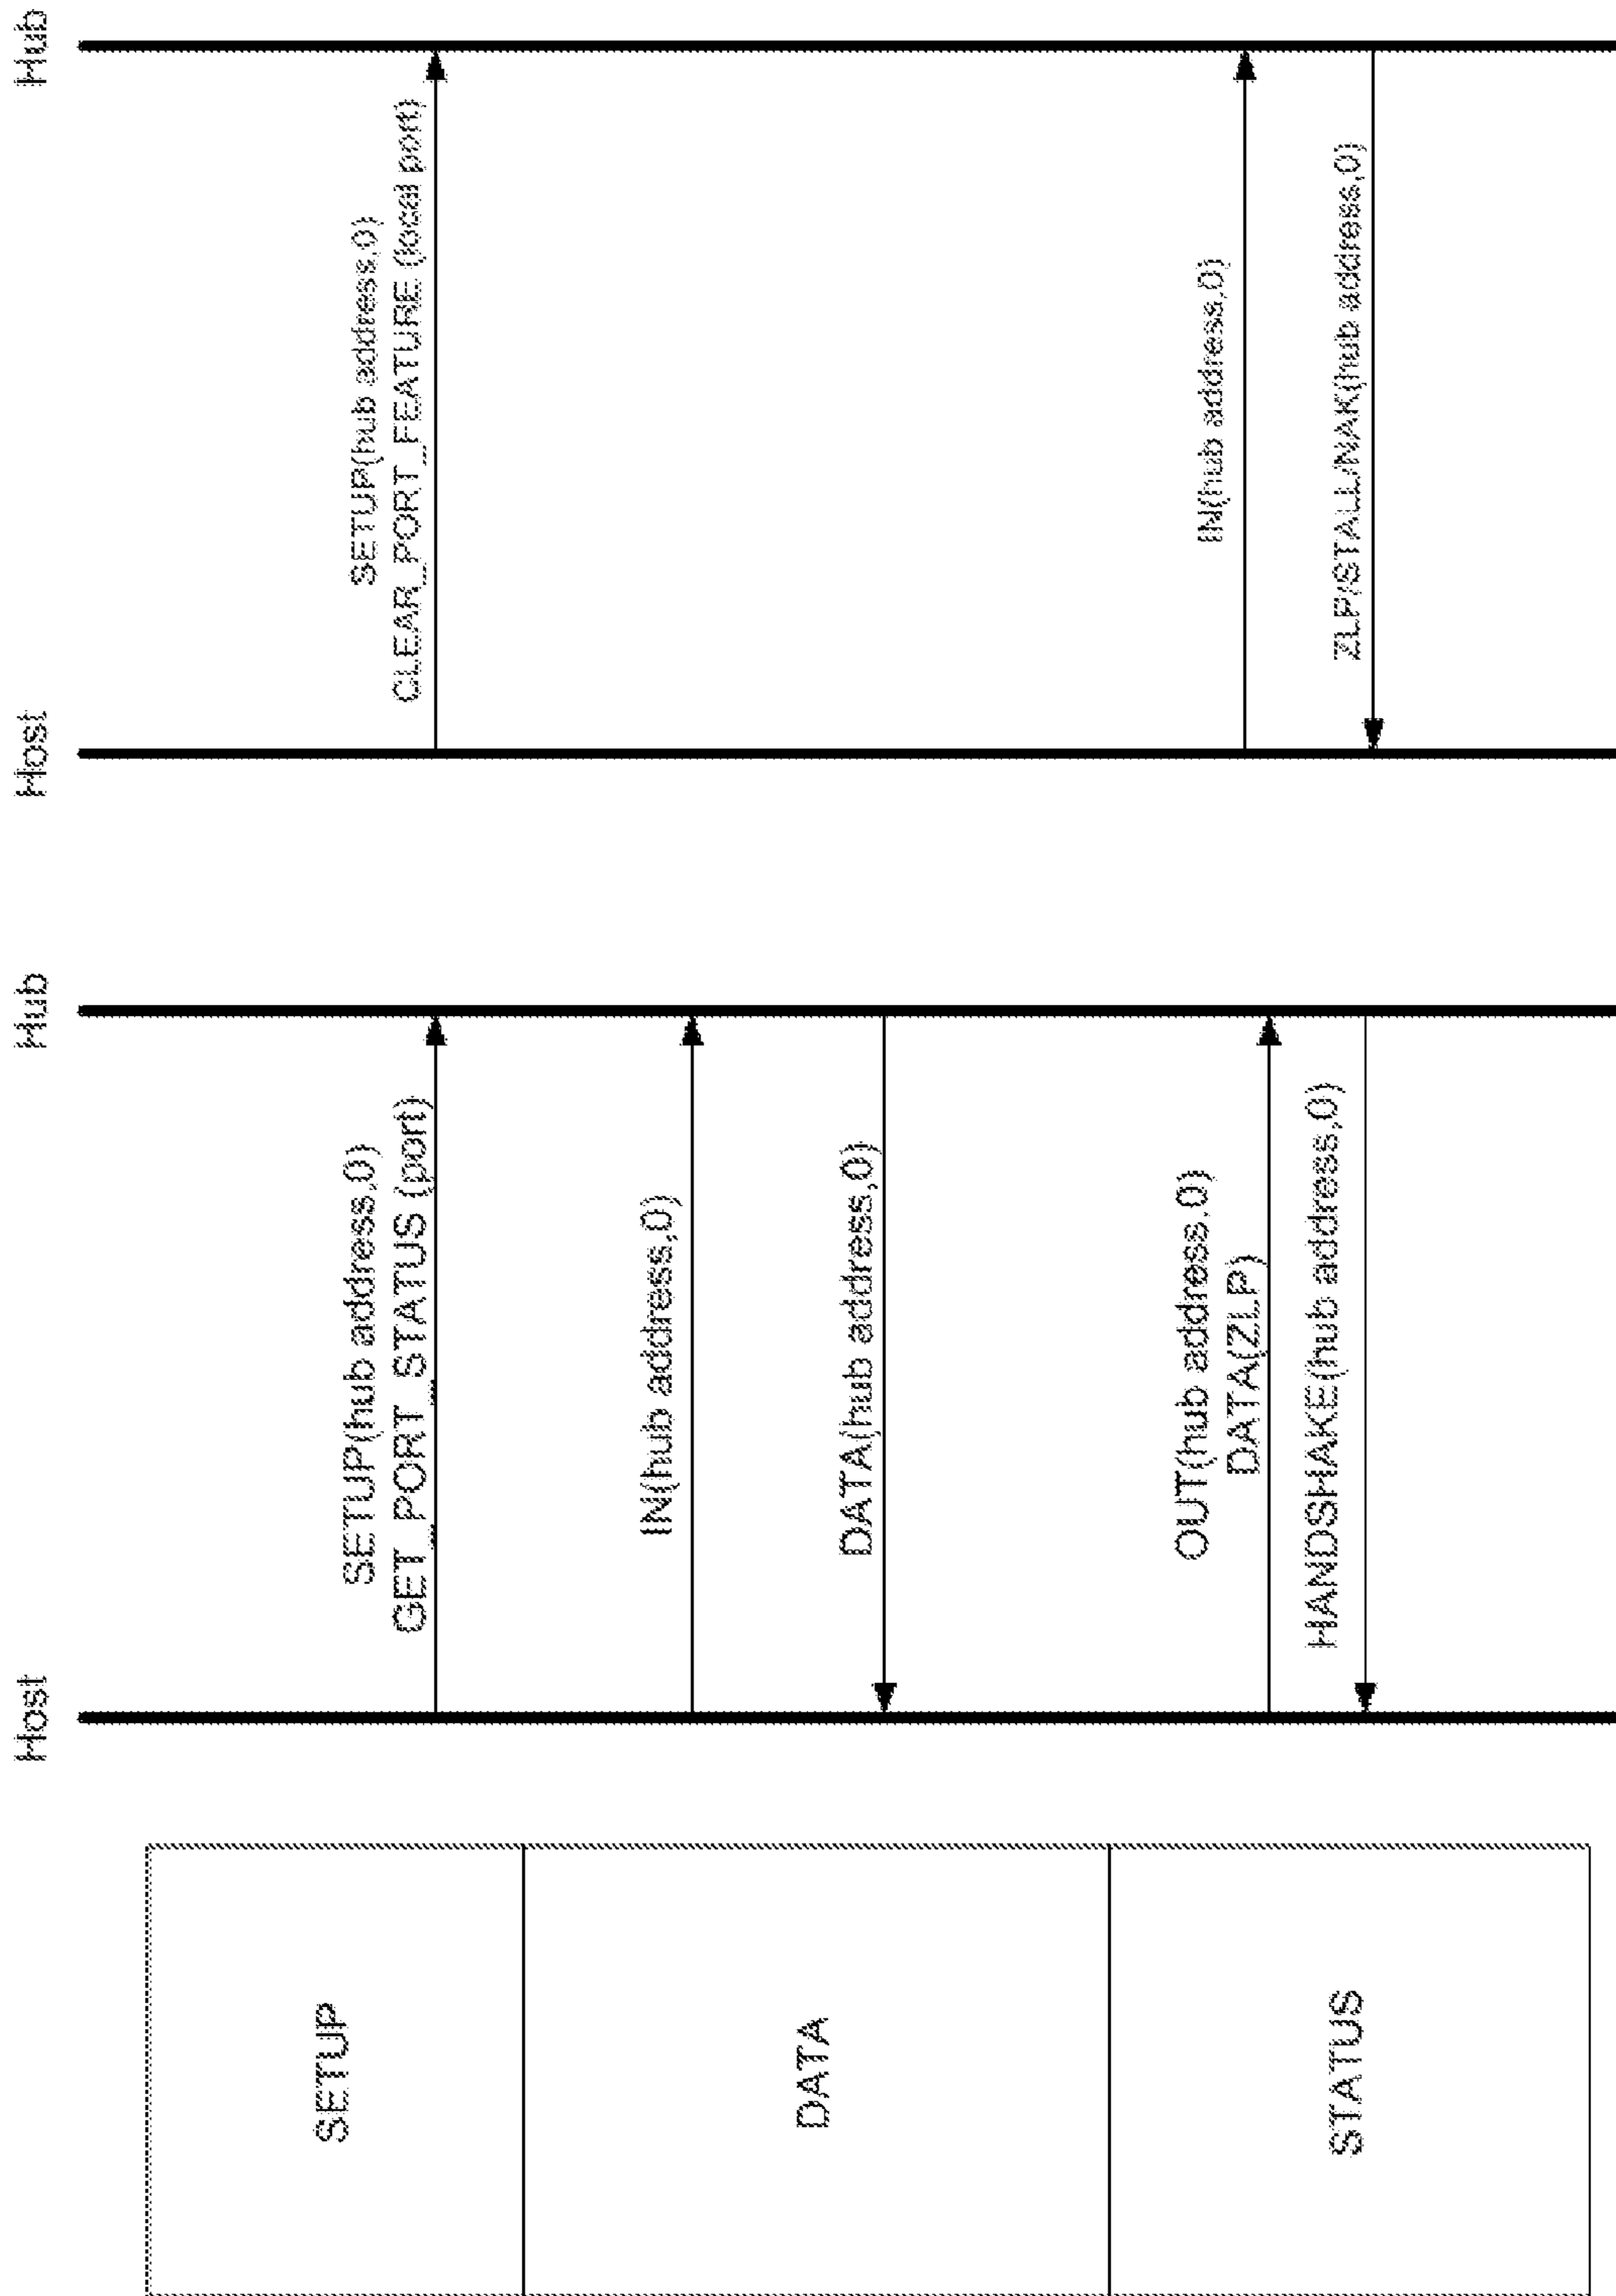 Host
Hub
Host
Hub
SETUP
SETUP(hub address,0)
GET_PORT_STATUS (port)
SETUP(hub address,0)
CLEAR_PORT_FEATURE (local port)
DATA
IN(hub address,0)
DATA(hub address,0)
STATUS
OUT(hub address,0)
DATA(ZLP)
HANDSHAKE(hub address,0)
IN(hub address,0)
ZLP/STALL/NAK(hub address,0)